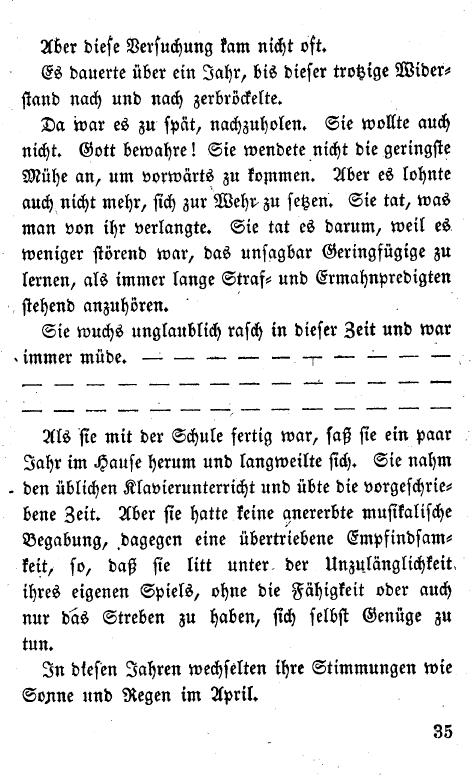 Aber diese Versuchung kam nicht oft.
Es dauerte über ein Jahr, bis dieser trotzige Wider-
stand nach und nach zerbröckelte.
Da war es zu spät, nachzuholen. Sie wollte auch
nicht. Gott bewahre! Sie wendete nicht die geringste
Mühe an, um vorwärts zu kommen. Aber es lohnte
auch nicht mehr, sich zur Wehr zu setzen. Sie tat, was
man von ihr verlangte. Sie tat es darum, weil es
weniger störend war, das unsagbar Geringfügige zu
lernen, als immer lange Straf- und Ermahnpredigten
stehend anzuhören.
Sie wuchs unglaublich rasch in dieser Zeit und war
immer müde. — — — — — — — — — — — —
— — — — — — — — — — — — — — — —
— — — — — — — — — — — — — — — —
Als sie mit der Schule fertig war, saß sie ein paar
Jahr im Hause herum und langweilte sich. Sie nahm
den üblichen Klavierunterricht und übte die vorgeschrie-
bene Zeit. Aber sie hatte keine anererbte musikalische
Begabung, dagegen eine übertriebene Empfindsam-
keit, so, daß sie litt unter der Unzulänglichkeit
ihres eigenen Spiels, ohne die Fähigkeit oder auch
nur das Streben zu haben, sich selbst Genüge zu
tun.
In diesen Jahren wechselten ihre Stimmungen wie
Sonne und Regen im April.
35